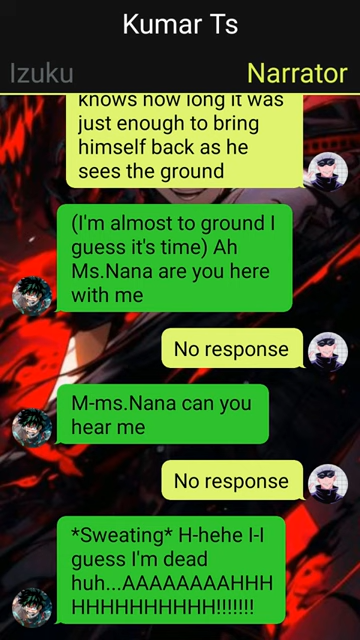 Kumar Ts
Izuku
Narrator
knows how long it was
just enough to bring
himself back as he
sees the ground
(I'm almost to ground I
guess it's time) Ah
Ms.Nana are you here
with me
No response
M-ms.Nana can you
hear me
No response
*Sweating* H-hehe I-I
guess I'm dead
huh...AAAAAAAAHHH
HHHHHHHHHHH!!!!!!!